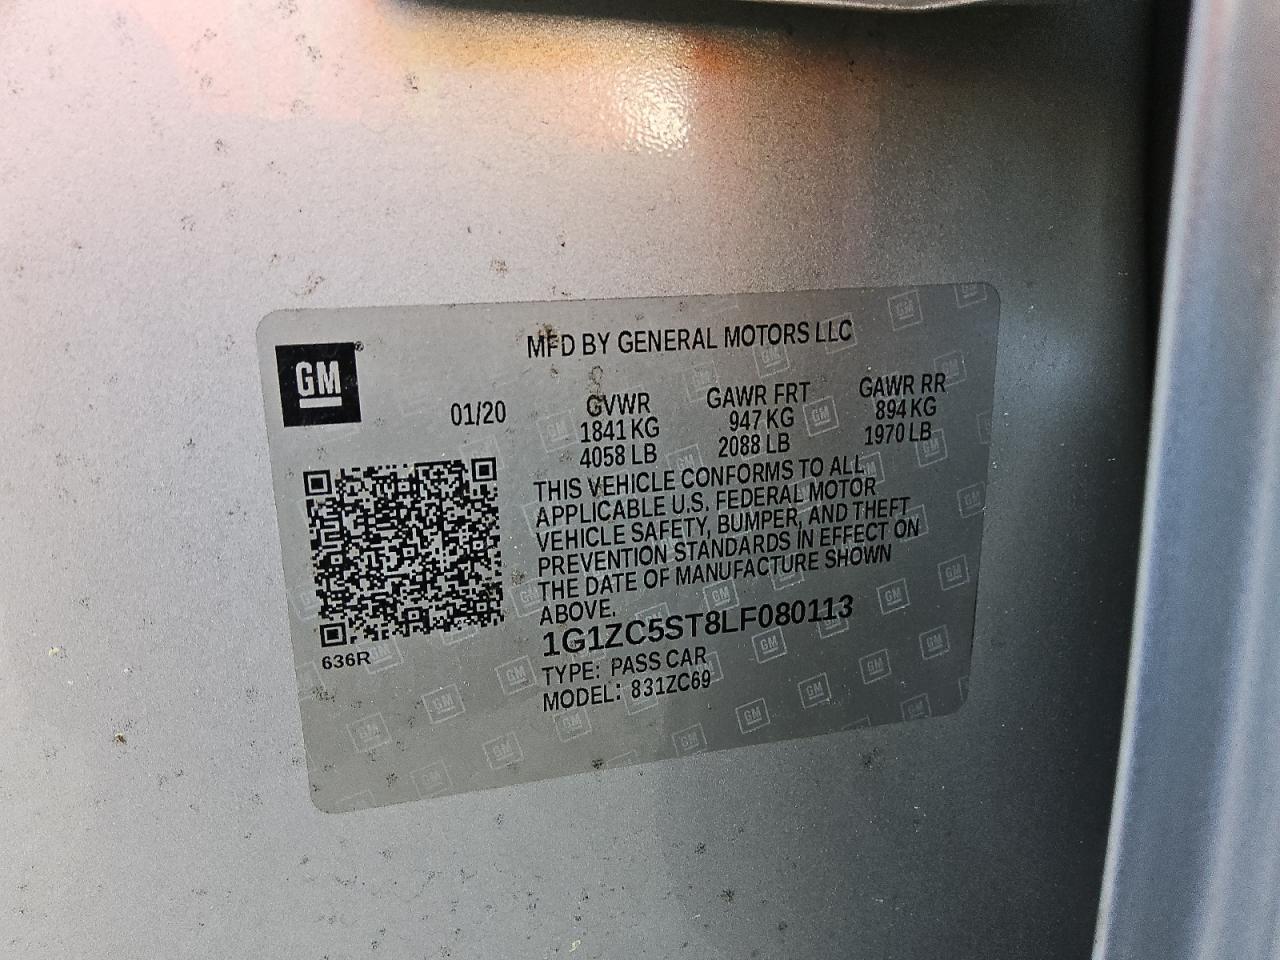 MFD BY GENERAL MOTORS LLC
GM
01/20
GVWR
1841 KG
4058 LB
GAWR FRT
947 KG
2088 LB
GAWR RR
894 KG
1970 LB
THIS VEHICLE CONFORMS TO ALL
APPLICABLE U.S. FEDERAL MOTOR
VEHICLE SAFETY, BUMPER, AND THEFT
PREVENTION STANDARDS IN EFFECT ON
THE DATE OF MANUFACTURE SHOWN
ABOVE.
1G1ZC5ST8LF080113
TYPE: PASS CAR
MODEL: 831ZC69
636R